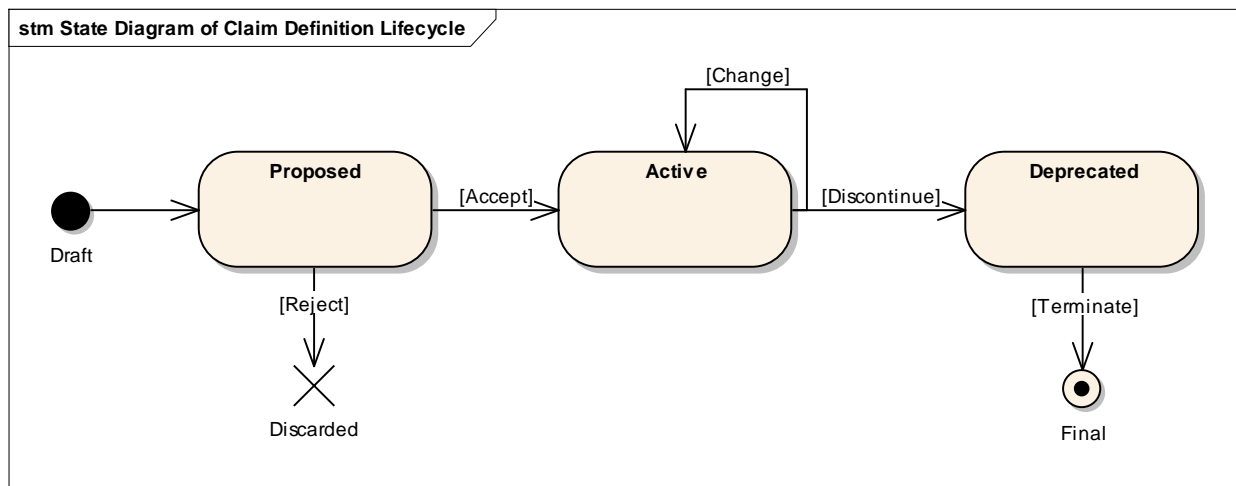 stm State Diagram of Claim Definition Lifecycle
[Change]
Proposed
Active
Deprecated
[Accept]
[Discontinue]
Draft
[Reject]
[Terminate]
Discarded
Final